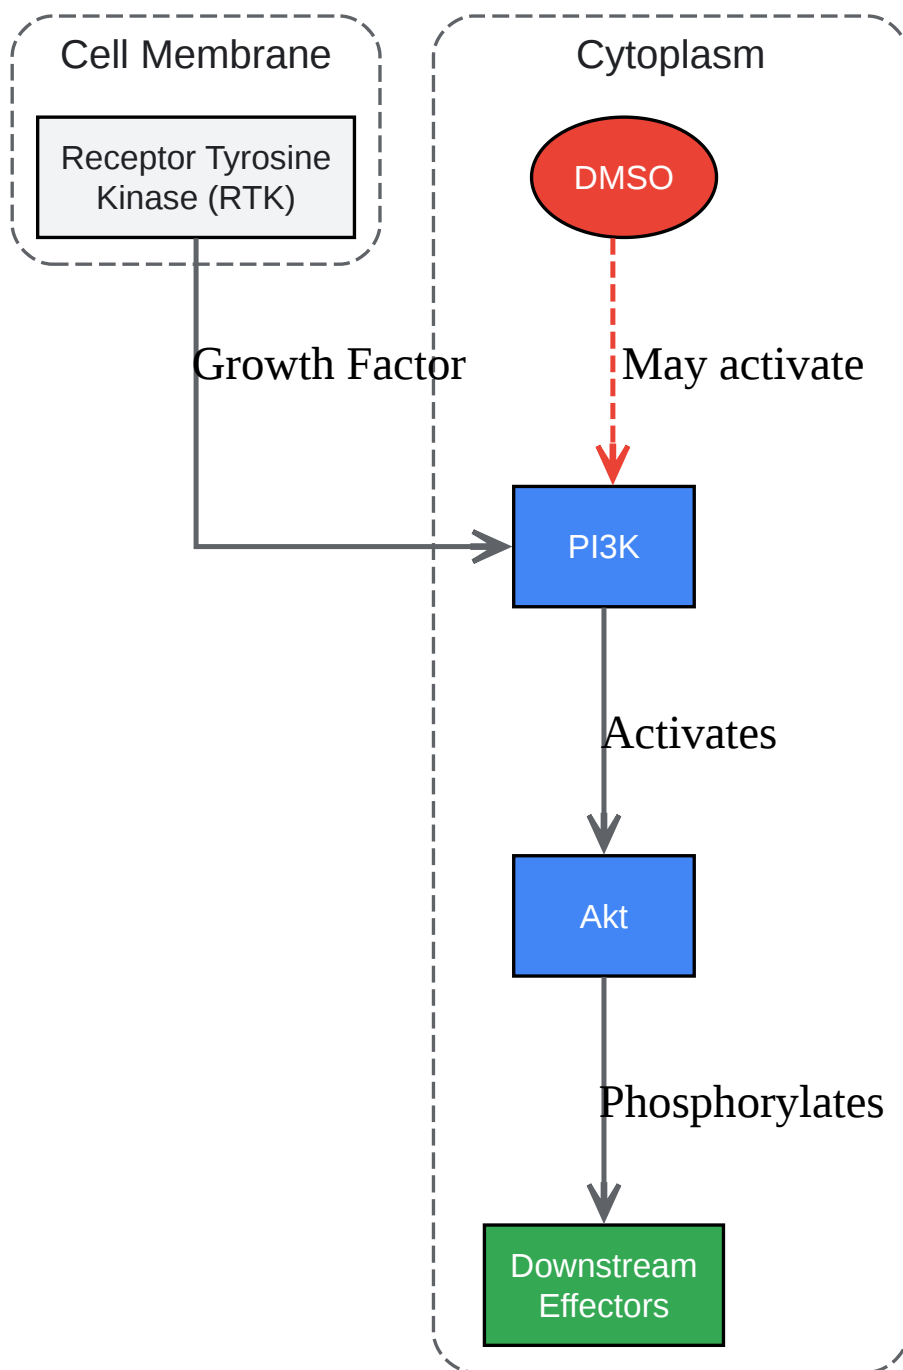 Cell Membrane
Cytoplasm
Receptor Tyrosine
Kinase (RTK)
DMSO
Growth Factor
May activate
PI3K
Activates
Akt
Phosphorylates
Downstream
Effectors